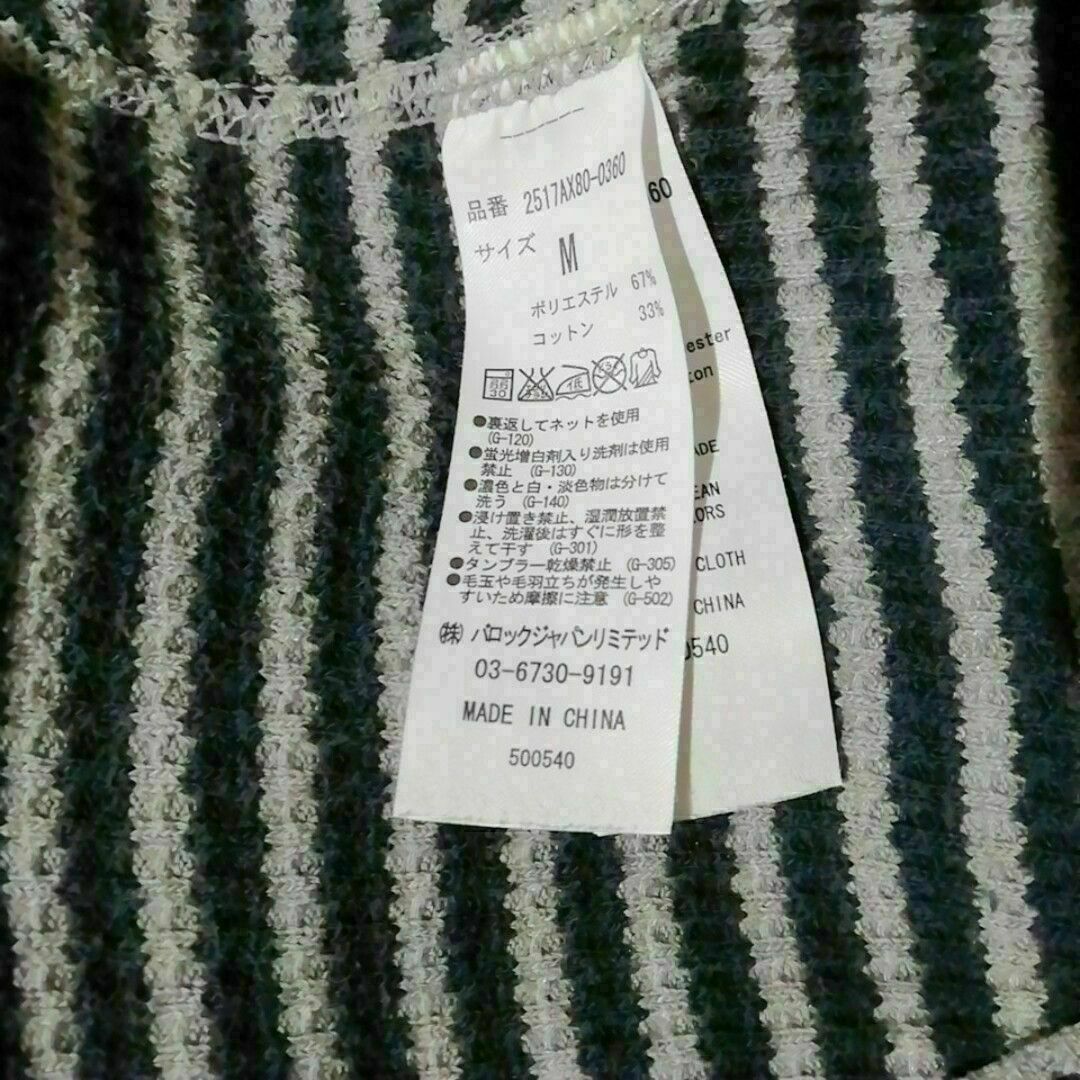 品番 2517AX80-0360
サイズ M
ポリエステル 67%
コットン 33%
●裏返してネットを使用
(G-120)
●蛍光増白剤入り洗剤は使用
禁止 (G-130)
●濃色と白・淡色物は分けて
洗う (G-140)
●浸け置き禁止、湿潤放置禁
止、洗濯後はすぐに形を整
えて干す (G-301)
●タンブラー乾燥禁止 (G-305)
●毛玉や毛羽立ちが発生しや
すいため摩擦に注意 (G-502)
㈱バロックジャパンリミテッド
03-6730-9191
MADE IN CHINA
500540
60
CLOTH
CHINA
0540